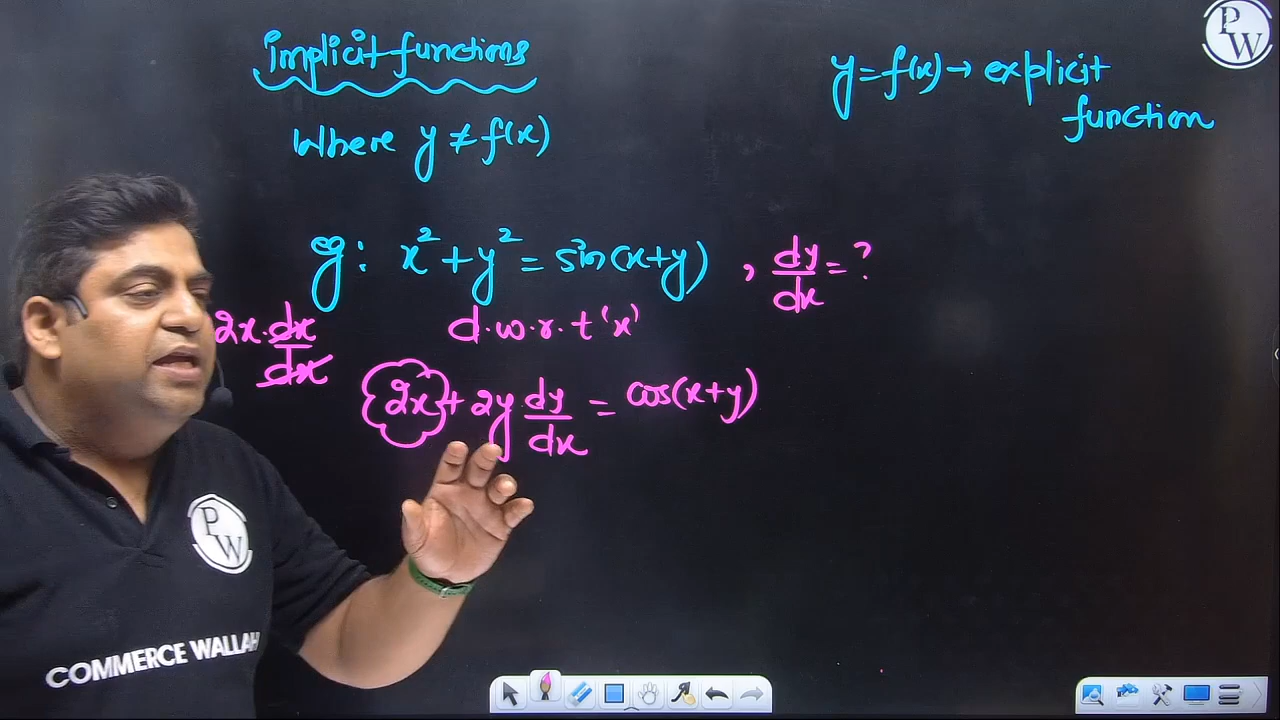 Implicit functions
Where y ≠ f(x)
y = f(x) → explicit
function
PW
eg: x² + y² = sin(x+y) , dy/dx = ?
2x · dx/dx
d.w.r.t 'x'
2x + 2y dy/dx = cos(x+y)
PW
COMMERCE WALLAH